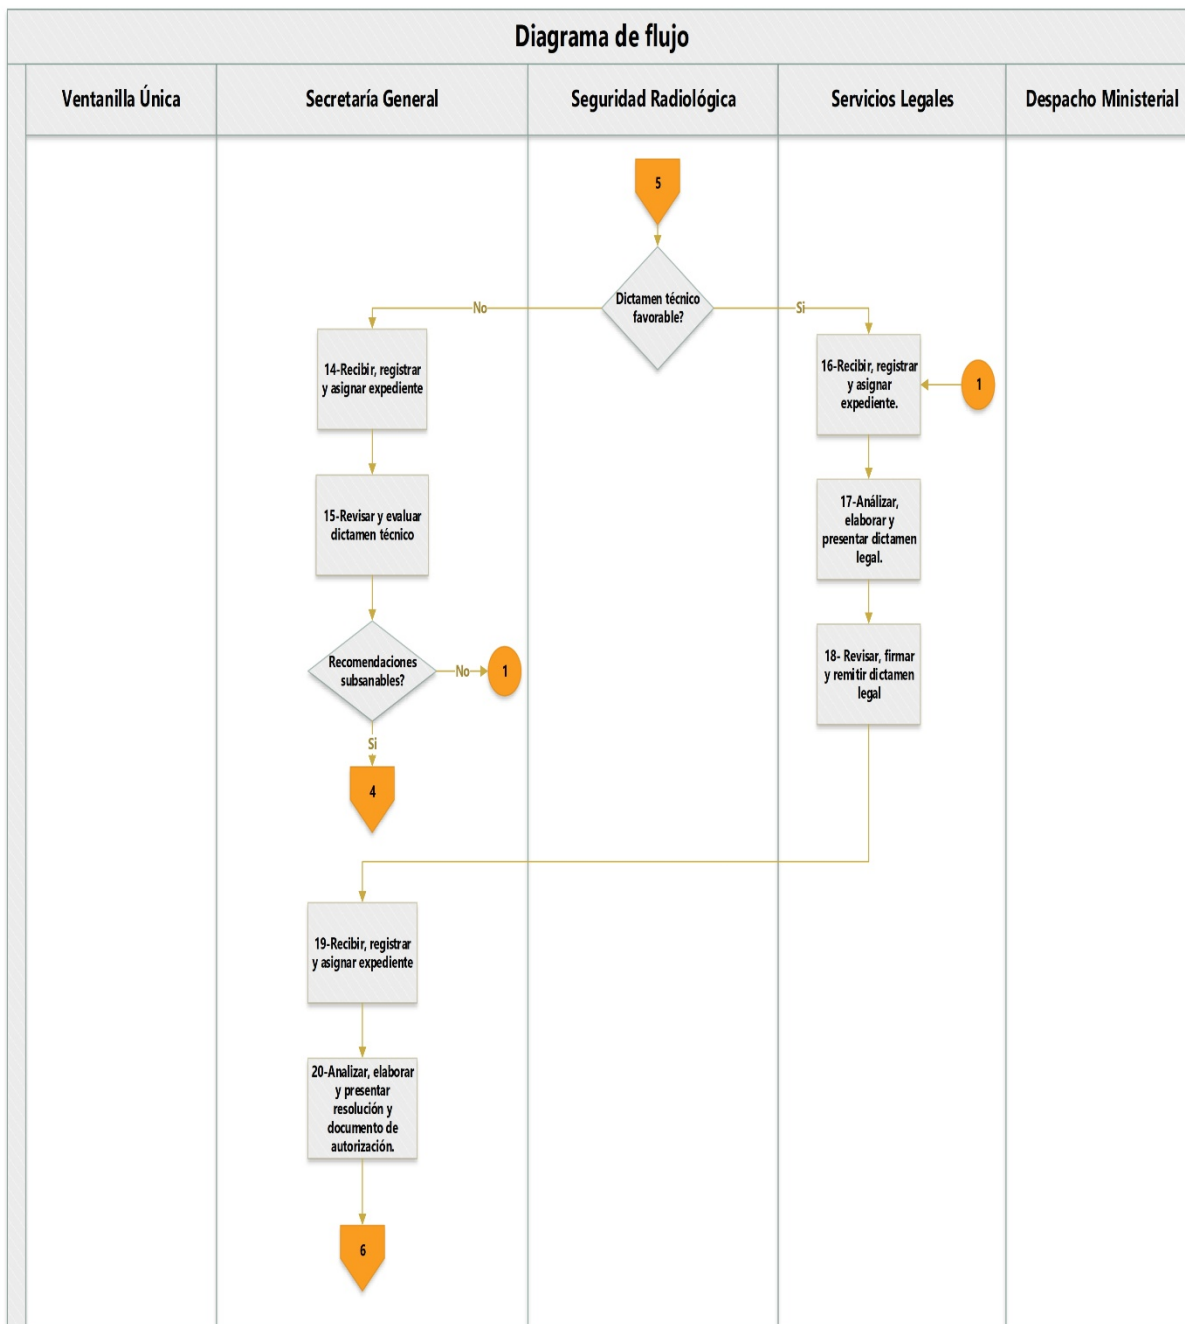 Diagrama de flujo
Ventanilla Única
Secretaría General
Seguridad Radiológica
Servicios Legales
Despacho Ministerial
5
Dictamen técnico
favorable?
No
Si
14-Recibir, registrar
y asignar expediente
16-Recibir, registrar
y asignar
expediente.
1
15-Revisar y evaluar
dictamen técnico
17-Análizar,
elaborar y
presentar dictamen
legal.
Recomendaciones
subsanables?
No
1
18- Revisar, firmar
y remitir dictamen
legal
Si
4
19-Recibir, registrar
y asignar expediente
20-Analizar, elaborar
y presentar
resolución y
documento de
autorización.
6